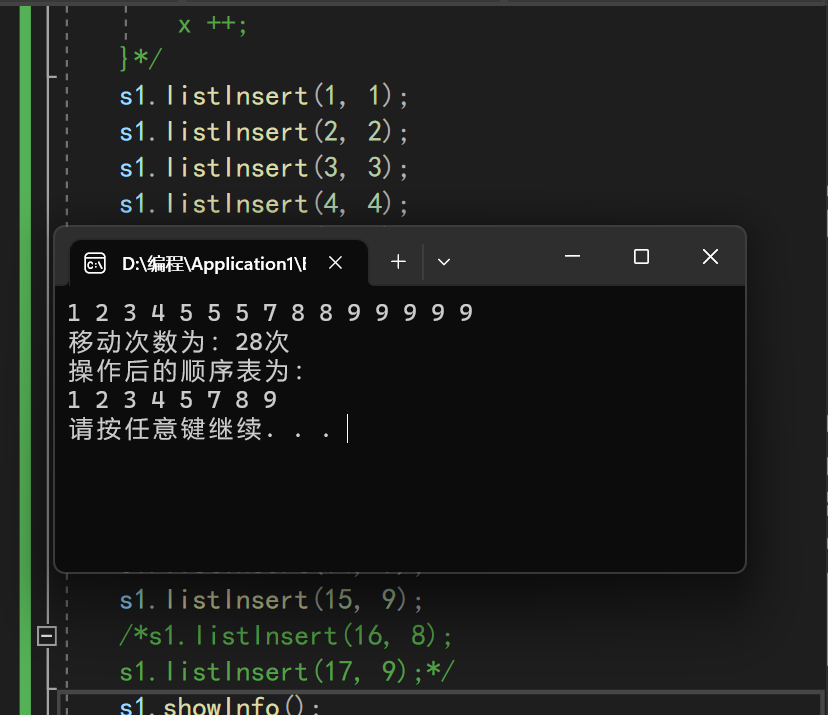 x ++;
}*/
s1.listInsert(1, 1);
s1.listInsert(2, 2);
s1.listInsert(3, 3);
s1.listInsert(4, 4);
D:\编程\Application1\
1 2 3 4 5 5 5 7 8 8 9 9 9 9 9
移动次数为：28次
操作后的顺序表为：
1 2 3 4 5 7 8 9
请按任意键继续. . .
s1.listInsert(15, 9);
/*s1.listInsert(16, 8);
s1.listInsert(17, 9);*/
s1.showInfo();